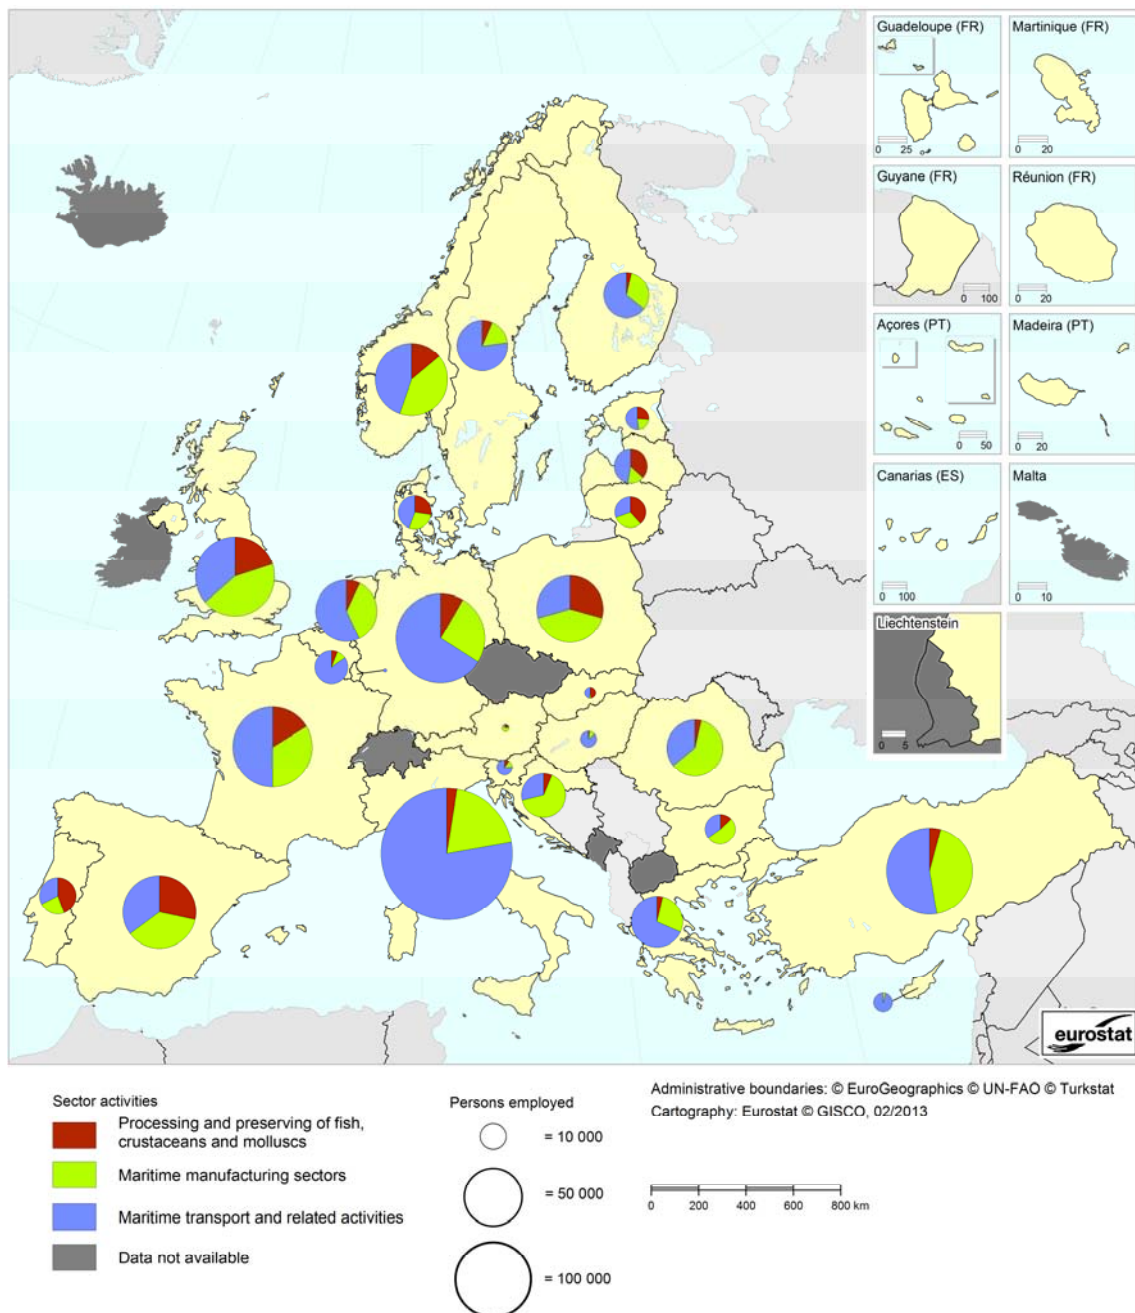 Guadeloupe (FR)
0 25
Martinique (FR)
0 20
Guyane (FR)
0 100
Réunion (FR)
0 20
Açores (PT)
0 50
Madeira (PT)
0 20
Canarias (ES)
0 100
Malta
0 10
Liechtenstein
0 5
eurostat
Sector activities
Processing and preserving of fish,
crustaceans and molluscs
Maritime manufacturing sectors
Maritime transport and related activities
Data not available
Persons employed
= 10 000
= 50 000
= 100 000
Administrative boundaries: © EuroGeographics © UN-FAO © Turkstat
Cartography: Eurostat © GISCO, 02/2013
0 200 400 600 800 km